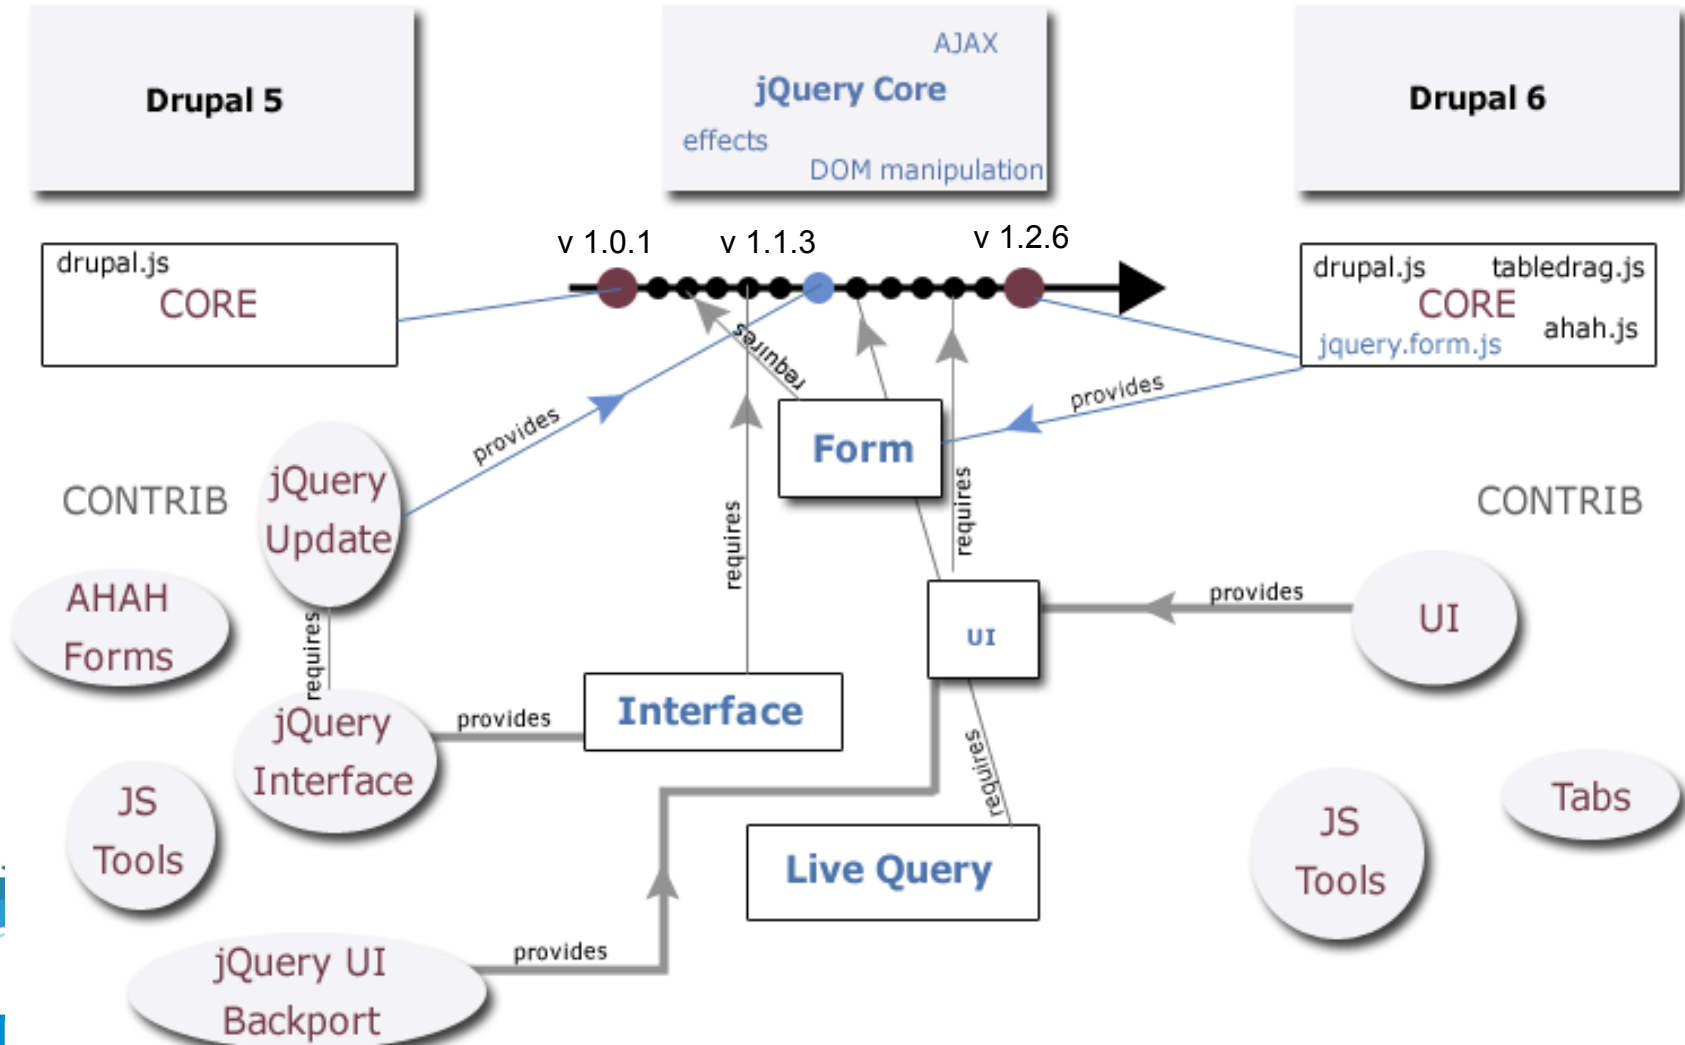 Drupal 5
AJAX
jQuery Core
effects
DOM manipulation
Drupal 6
v 1.0.1
v 1.1.3
v 1.2.6
drupal.js
CORE
drupal.js
tabledrag.js
CORE
ahah.js
jquery.form.js
requires
provides
provides
Form
CONTRIB
jQuery
Update
requires
requires
CONTRIB
AHAH
Forms
requires
UI
provides
UI
jQuery
Interface
provides
Interface
requires
JS
Tools
Live Query
JS
Tools
Tabs
jQuery UI
Backport
provides